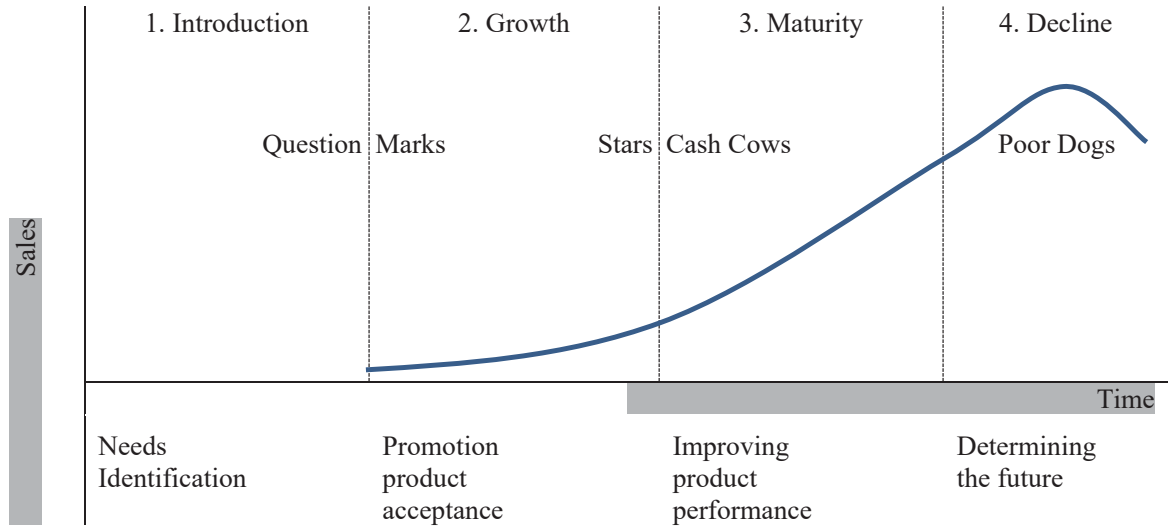 1. Introduction
2. Growth
3. Maturity
4. Decline
Question Marks
Stars Cash Cows
Poor Dogs
Sales
Time
Needs
Identification
Promotion
product
acceptance
Improving
product
performance
Determining
the future